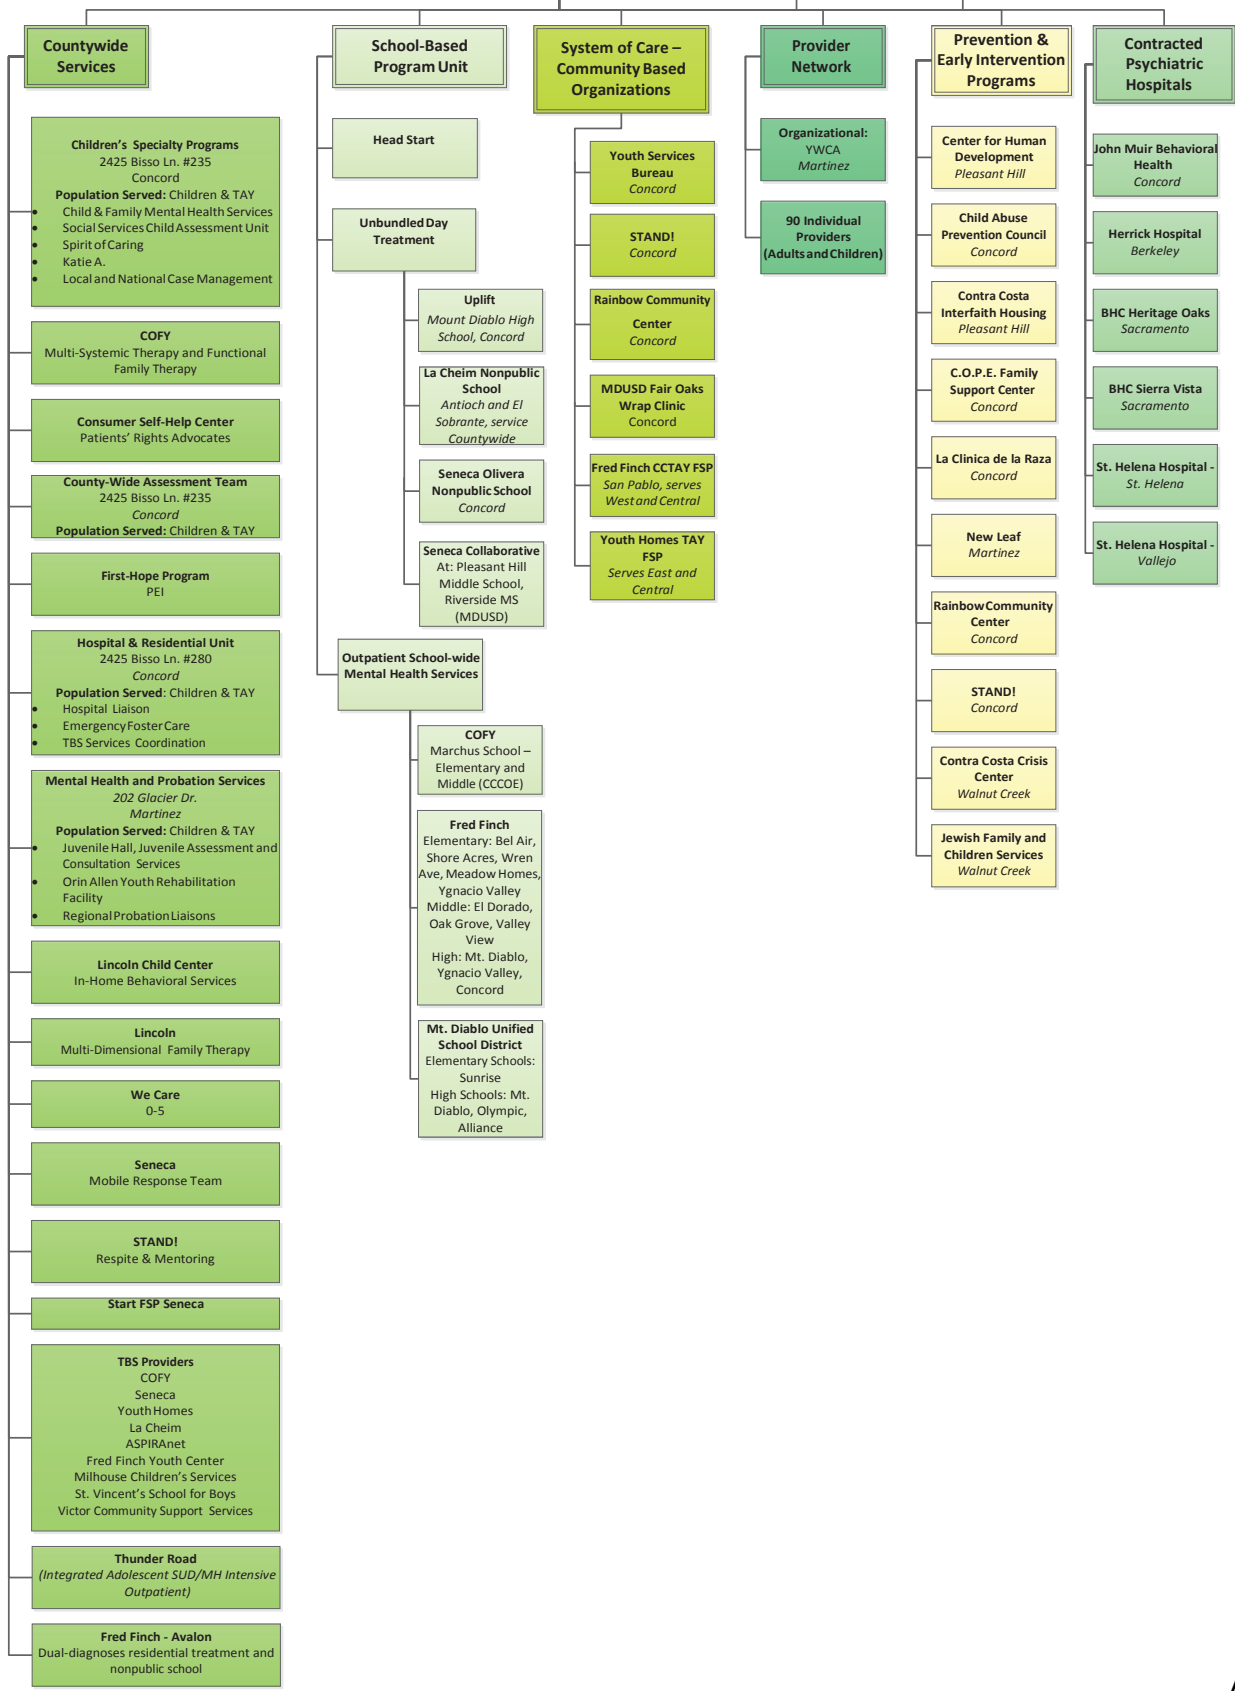 Countywide
Services
Children's Specialty Programs
2425 Bisso Ln. #235
Concord
Population Served: Children & TAY
• Child & Family Mental Health Services
• Social Services Child Assessment Unit
• Spirit of Caring
• Katie A.
• Local and National Case Management
COFY
Multi-Systemic Therapy and Functional
Family Therapy
Consumer Self-Help Center
Patients' Rights Advocates
County-Wide Assessment Team
2425 Bisso Ln. #235
Concord
Population Served: Children & TAY
First-Hope Program
PEI
Hospital & Residential Unit
2425 Bisso Ln. #280
Concord
Population Served: Children & TAY
• Hospital Liaison
• Emergency Foster Care
• TBS Services Coordination
Mental Health and Probation Services
202 Glacier Dr.
Martinez
Population Served: Children & TAY
• Juvenile Hall, Juvenile Assessment and
Consultation Services
• Orin Allen Youth Rehabilitation
Facility
• Regional Probation Liaisons
Lincoln Child Center
In-Home Behavioral Services
Lincoln
Multi-Dimensional Family Therapy
We Care
0-5
Seneca
Mobile Response Team
STAND!
Respite & Mentoring
Start FSP Seneca
TBS Providers
COFY
Seneca
Youth Homes
La Cheim
ASPIRAnet
Fred Finch Youth Center
Milhouse Children's Services
St. Vincent's School for Boys
Victor Community Support Services
Thunder Road
(Integrated Adolescent SUD/MH Intensive
Outpatient)
Fred Finch - Avalon
Dual-diagnoses residential treatment and
nonpublic school
School-Based
Program Unit
Head Start
Unbundled Day
Treatment
Uplift
Mount Diablo High
School, Concord
La Cheim Nonpublic
School
Antioch and El
Sobrante, service
Countywide
Seneca Olivera
Nonpublic School
Concord
Seneca Collaborative
At: Pleasant Hill
Middle School,
Riverside MS
(MDUSD)
Outpatient School-wide
Mental Health Services
COFY
Marchus School –
Elementary and
Middle (CCCOE)
Fred Finch
Elementary: Bel Air,
Shore Acres, Wren
Ave, Meadow Homes,
Ygnacio Valley
Middle: El Dorado,
Oak Grove, Valley
View
High: Mt. Diablo,
Ygnacio Valley,
Concord
Mt. Diablo Unified
School District
Elementary Schools:
Sunrise
High Schools: Mt.
Diablo, Olympic,
Alliance
System of Care –
Community Based
Organizations
Youth Services
Bureau
Concord
STAND!
Concord
Rainbow Community
Center
Concord
MDUSD Fair Oaks
Wrap Clinic
Concord
Fred Finch CCTAY FSP
San Pablo, serves
West and Central
Youth Homes TAY
FSP
Serves East and
Central
Provider
Network
Organizational:
YWCA
Martinez
90 Individual
Providers
(Adults and Children)
Prevention &
Early Intervention
Programs
Center for Human
Development
Pleasant Hill
Child Abuse
Prevention Council
Concord
Contra Costa
Interfaith Housing
Pleasant Hill
C.O.P.E. Family
Support Center
Concord
La Clinica de la Raza
Concord
New Leaf
Martinez
Rainbow Community
Center
Concord
STAND!
Concord
Contra Costa Crisis
Center
Walnut Creek
Jewish Family and
Children Services
Walnut Creek
Contracted
Psychiatric
Hospitals
John Muir Behavioral
Health
Concord
Herrick Hospital
Berkeley
BHC Heritage Oaks
Sacramento
BHC Sierra Vista
Sacramento
St. Helena Hospital -
St. Helena
St. Helena Hospital -
Vallejo